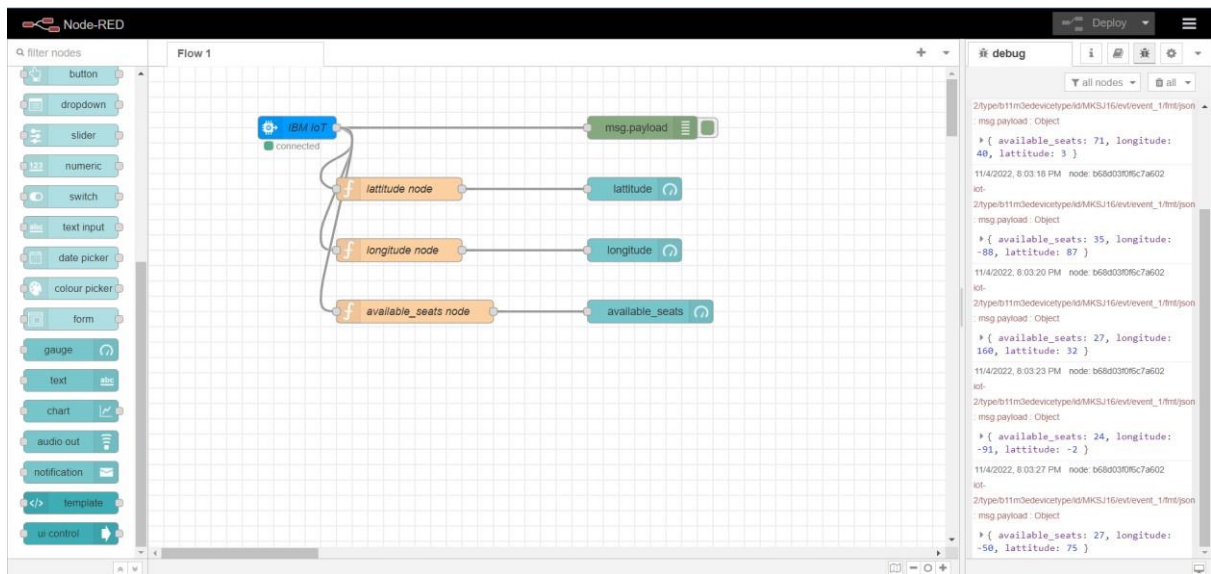 Node-RED
Deploy
filter nodes
button
dropdown
slider
123
numeric
switch
abc
text input
date picker
colour picker
form
gauge
text
abc
chart
audio out
notification
</>
template
ui control
Flow 1
IBM IoT
connected
msg.payload
f
lattitude node
lattitude
f
longitude node
longitude
f
available_seats node
available_seats
debug
i
all nodes
all
2/type/b11m3edevicetype/id/MKSJ16/evt/event_1/fmt/json
: msg.payload : Object
{ available_seats: 71, longitude:
40, lattitude: 3 }
11/4/2022, 8:03:18 PM node: b68d03f0f6c7a602
iot-
2/type/b11m3edevicetype/id/MKSJ16/evt/event_1/fmt/json
: msg.payload : Object
{ available_seats: 35, longitude:
-88, lattitude: 87 }
11/4/2022, 8:03:20 PM node: b68d03f0f6c7a602
iot-
2/type/b11m3edevicetype/id/MKSJ16/evt/event_1/fmt/json
: msg.payload : Object
{ available_seats: 27, longitude:
160, lattitude: 32 }
11/4/2022, 8:03:23 PM node: b68d03f0f6c7a602
iot-
2/type/b11m3edevicetype/id/MKSJ16/evt/event_1/fmt/json
: msg.payload : Object
{ available_seats: 24, longitude:
-91, lattitude: -2 }
11/4/2022, 8:03:27 PM node: b68d03f0f6c7a602
iot-
2/type/b11m3edevicetype/id/MKSJ16/evt/event_1/fmt/json
: msg.payload : Object
{ available_seats: 27, longitude:
-50, lattitude: 75 }